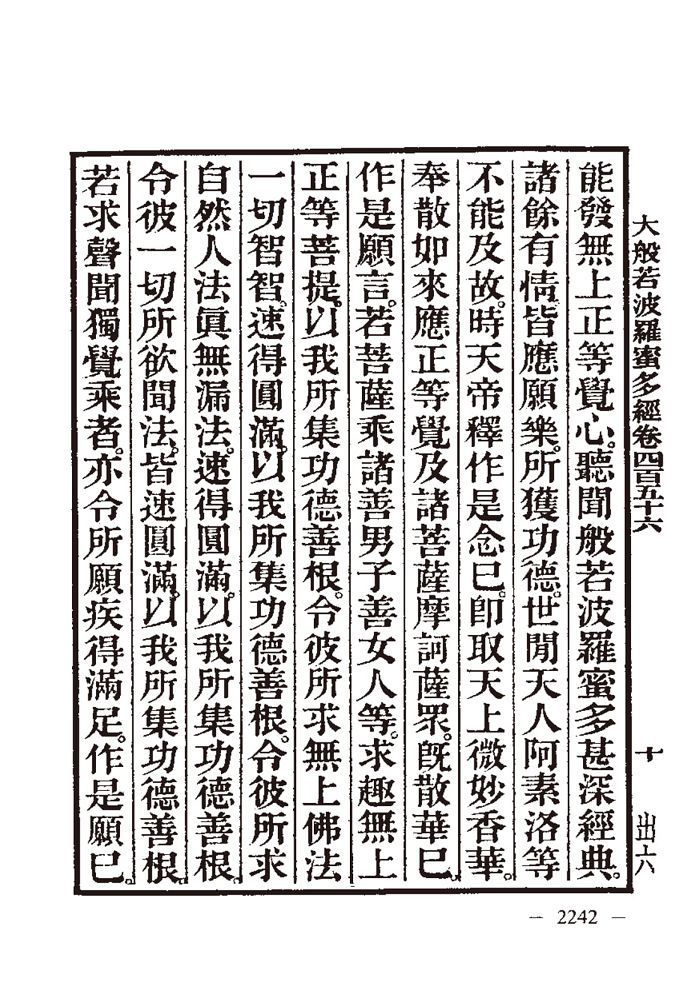 大般若波羅蜜多經卷四百五十六　十　出六
能發無上正等覺心。聽聞般若波羅蜜多甚深經典。
諸餘有情。皆應願樂。所獲功德。世閒天人阿素洛等
不能及故。時天帝釋作是念已。卽取天上微妙香華。
奉散如來應正等覺及諸菩薩摩訶薩眾。旣散華已。
作是願言。若菩薩乘諸善男子善女人等。求趣無上
正等菩提。以我所集功德善根。令彼所求無上佛法
一切智智。速得圓滿。以我所集功德善根。令彼所求
自然人法眞無漏法。速得圓滿。以我所集功德善根。
令彼一切所欲聞法。皆速圓滿。以我所集功德善根。
若求聲聞獨覺乘者。亦令所願疾得滿足。作是願已。
— 2242 —